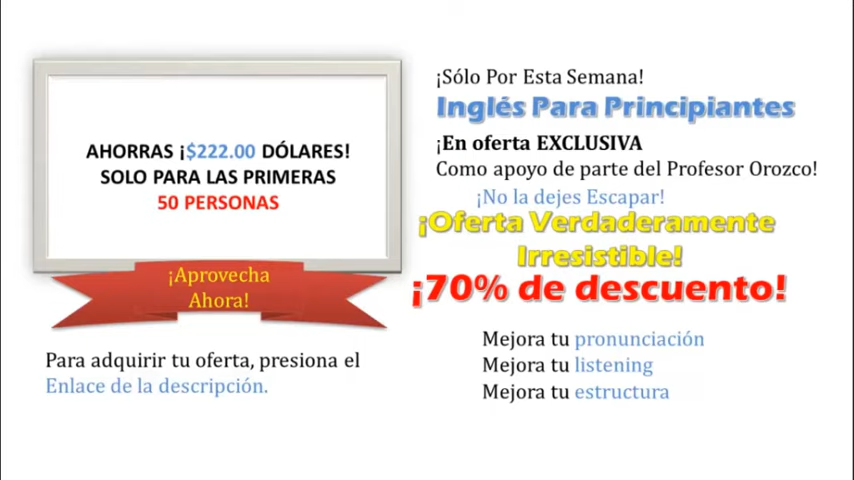 AHORRAS ¡$222.00 DÓLARES!
SOLO PARA LAS PRIMERAS
50 PERSONAS
¡Aprovecha
Ahora!
Para adquirir tu oferta, presiona el
Enlace de la descripción.
¡Sólo Por Esta Semana!
Inglés Para Principiantes
¡En oferta EXCLUSIVA
Como apoyo de parte del Profesor Orozco!
¡No la dejes Escapar!
¡Oferta Verdaderamente
Irresistible!
¡70% de descuento!
Mejora tu pronunciación
Mejora tu listening
Mejora tu estructura